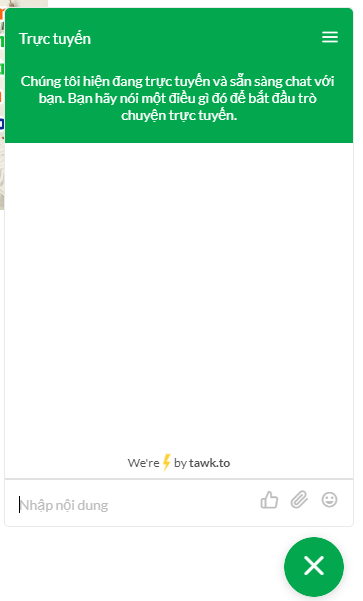 Trực tuyến
Chúng tôi hiện đang trực tuyến và sẵn sàng chat với
bạn. Bạn hãy nói một điều gì đó để bắt đầu trò
chuyện trực tuyến.
We're by tawk.to
Nhập nội dung